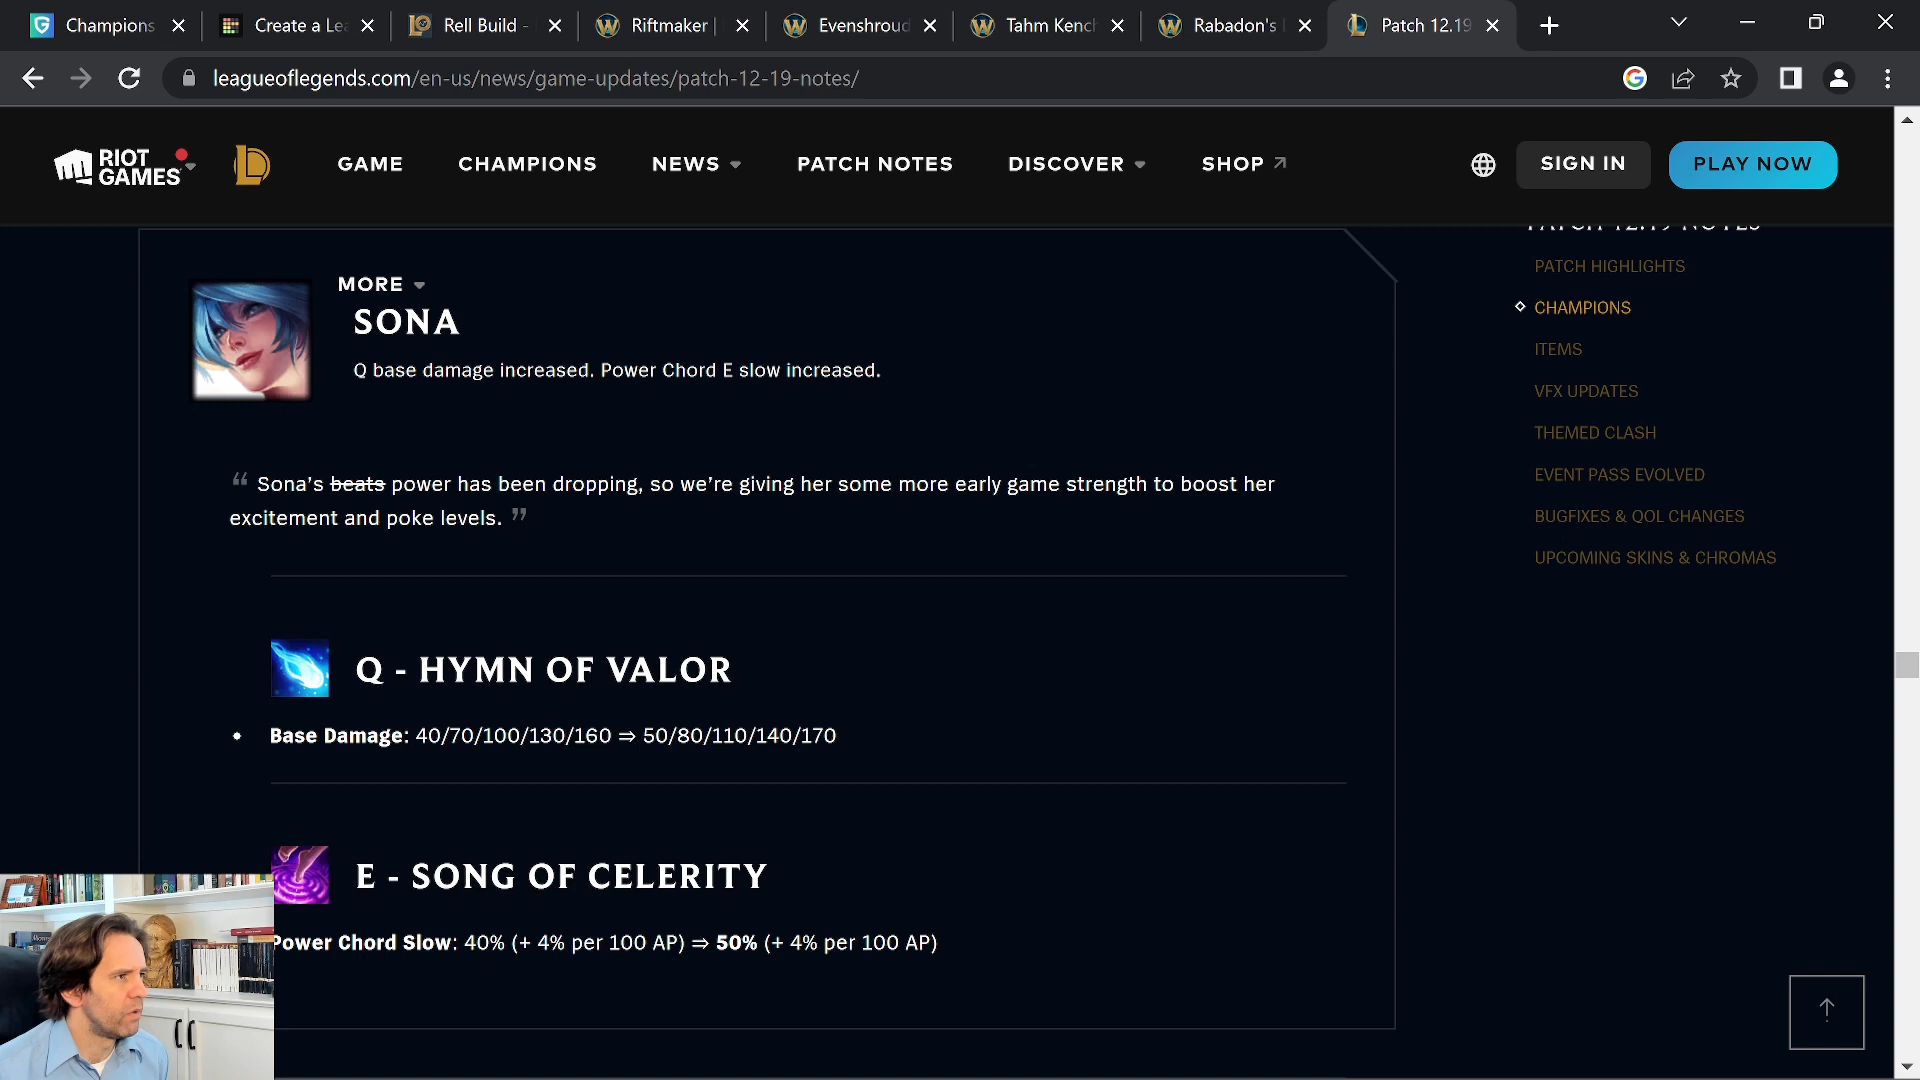 Champions
Create a Lea
Rell Build -
Riftmaker |
Evenshroud
Tahm Kench
Rabadon's
Patch 12.19
leagueoflegends.com/en-us/news/game-updates/patch-12-19-notes/
RIOT GAMES
GAME
CHAMPIONS
NEWS
PATCH NOTES
DISCOVER
SHOP
SIGN IN
PLAY NOW
PATCH 12.19 NOTES
PATCH HIGHLIGHTS
CHAMPIONS
ITEMS
VFX UPDATES
THEMED CLASH
EVENT PASS EVOLVED
BUGFIXES & QOL CHANGES
UPCOMING SKINS & CHROMAS
MORE
SONA
Q base damage increased. Power Chord E slow increased.
“ Sona’s beats power has been dropping, so we’re giving her some more early game strength to boost her
excitement and poke levels. ”
Q - HYMN OF VALOR
• Base Damage: 40/70/100/130/160 ⇒ 50/80/110/140/170
E - SONG OF CELERITY
Power Chord Slow: 40% (+ 4% per 100 AP) ⇒ 50% (+ 4% per 100 AP)